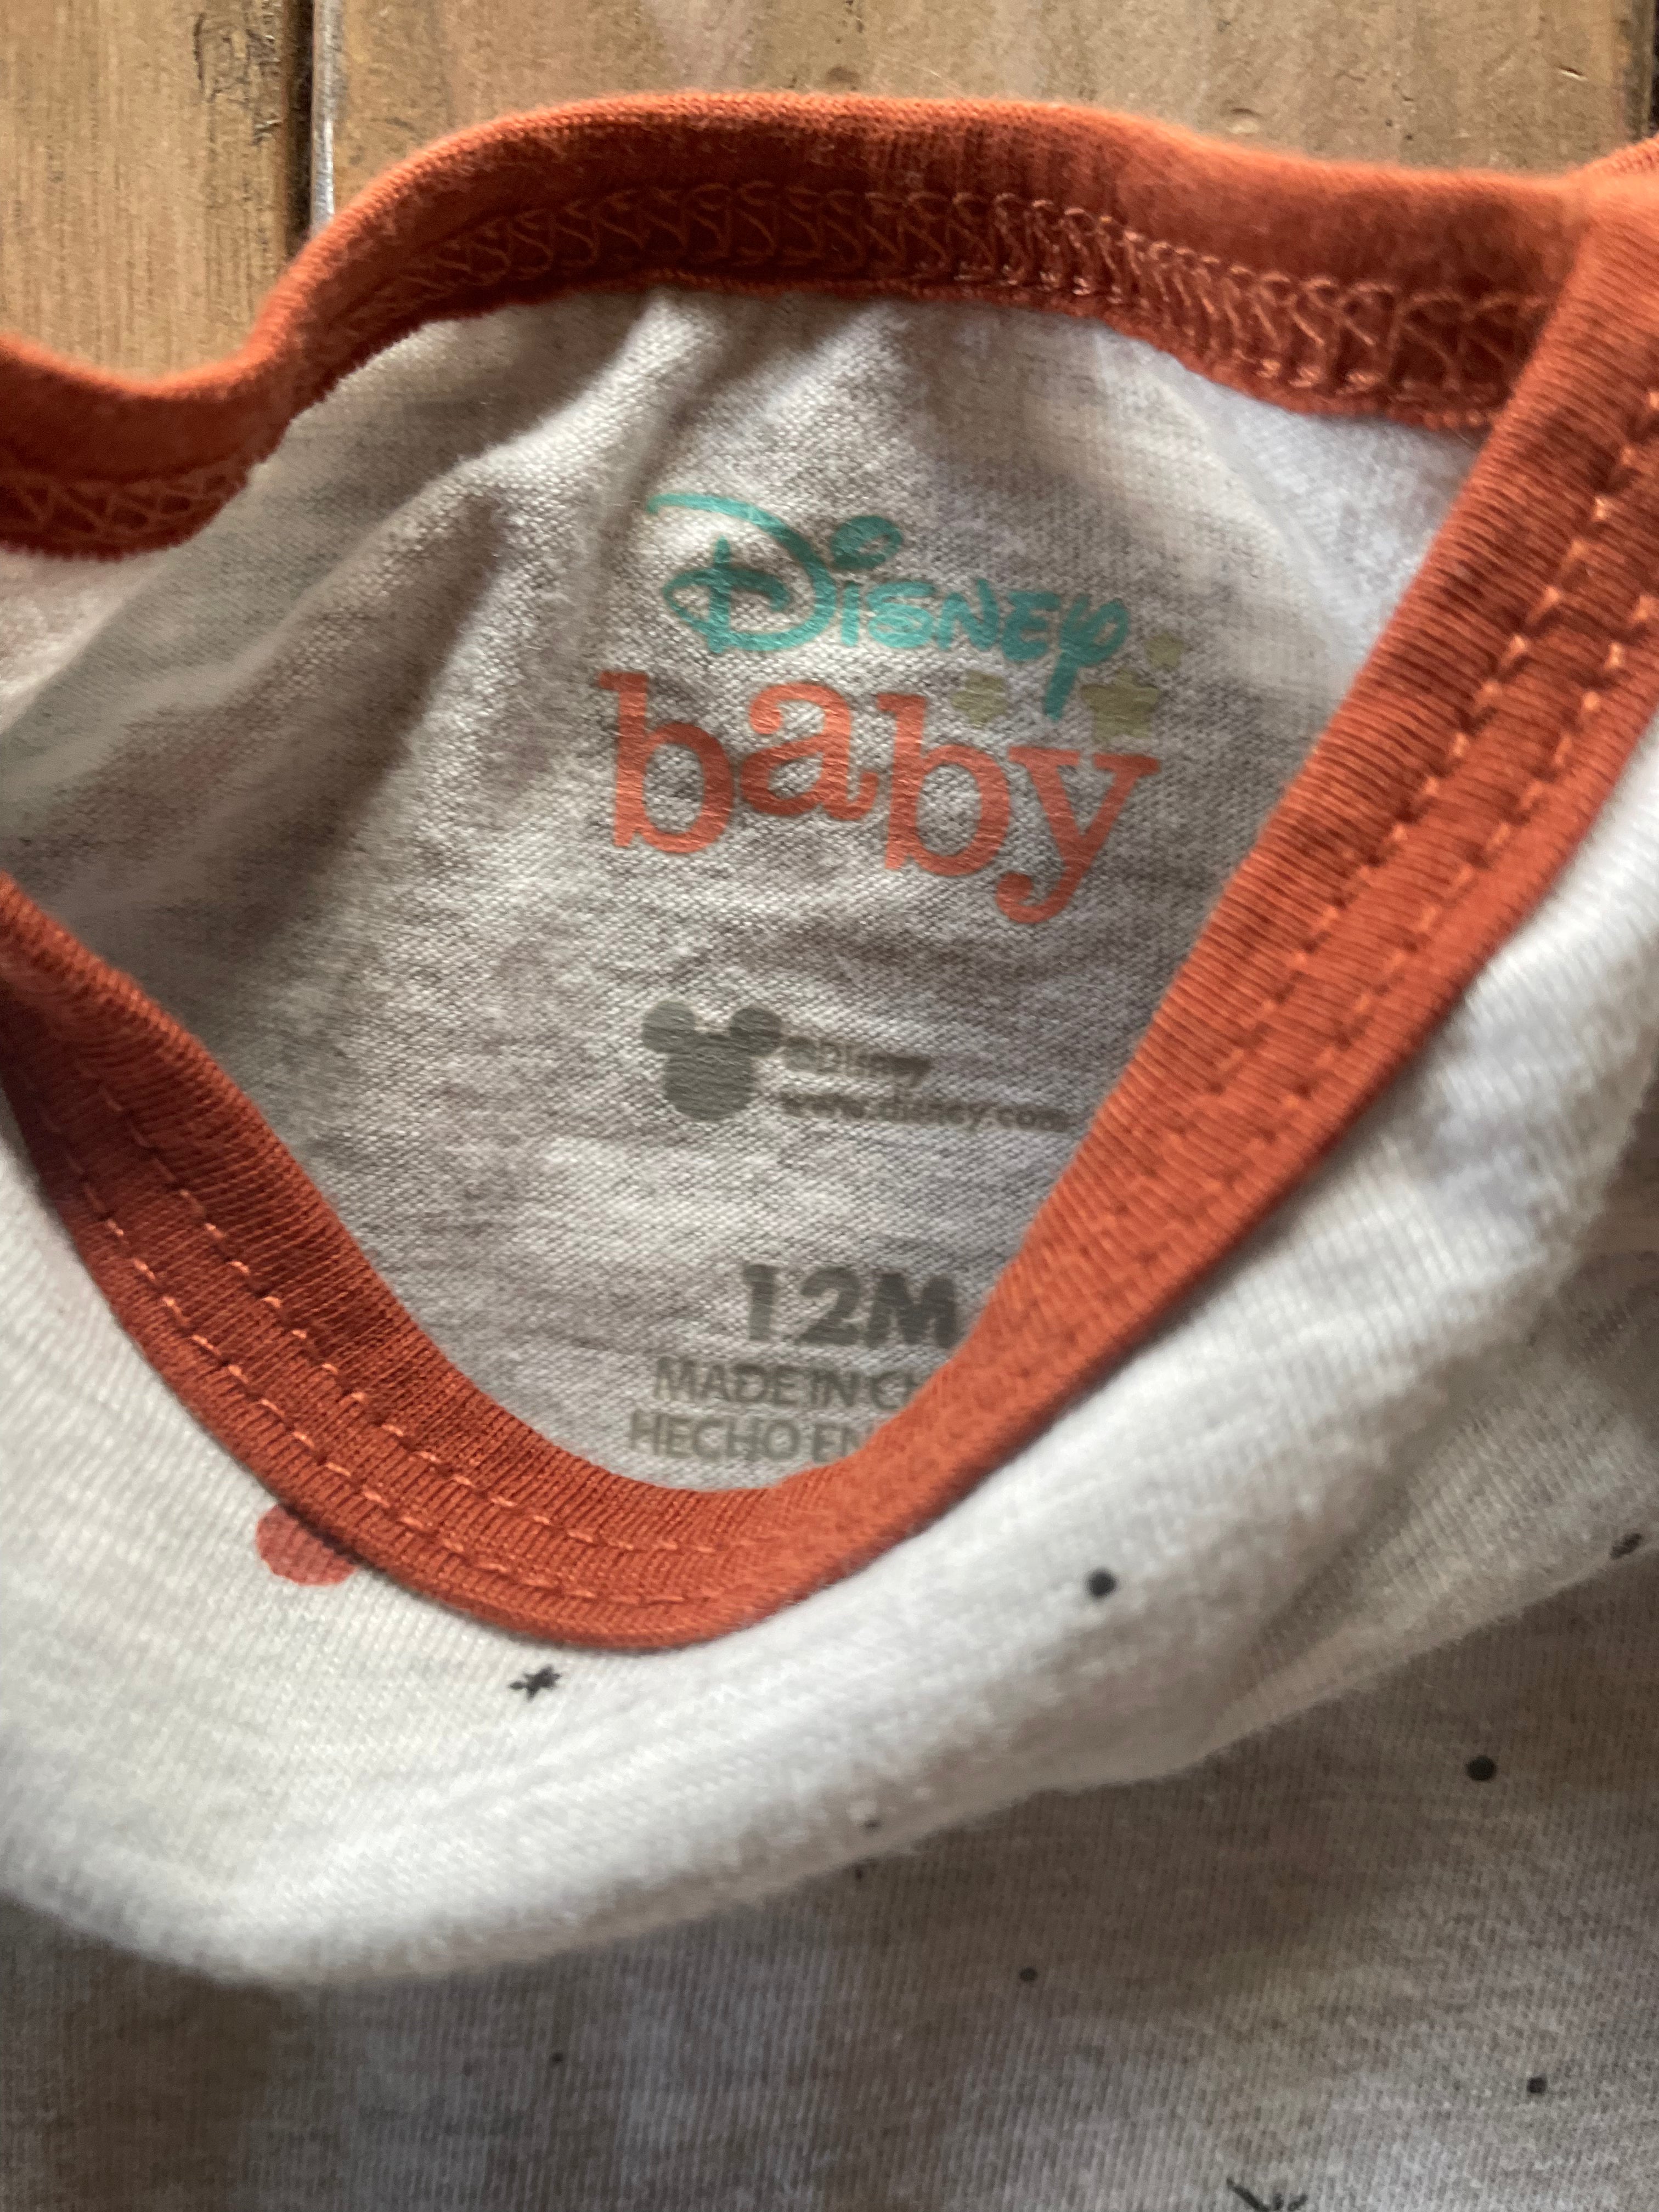 Disney
baby
©Disney
www.disney.com
12M
MADE IN CH
HECHO EN